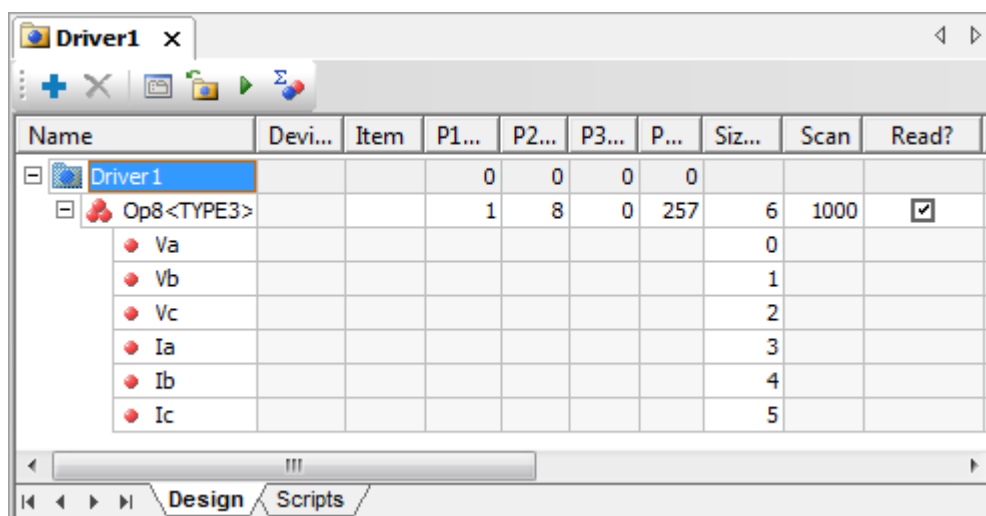 Driver1 X
Σ
Name Devi... Item P1... P2... P3... P... Siz... Scan Read?
Driver1 0 0 0 0
Op8<TYPE3> 1 8 0 257 6 1000
Va 0
Vb 1
Vc 2
Ia 3
Ib 4
Ic 5
Design Scripts